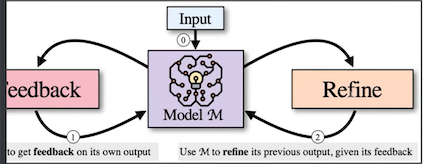 Input
0
eedback
Model M
Refine
1
2
to get feedback on its own output
Use M to refine its previous output, given its feedback